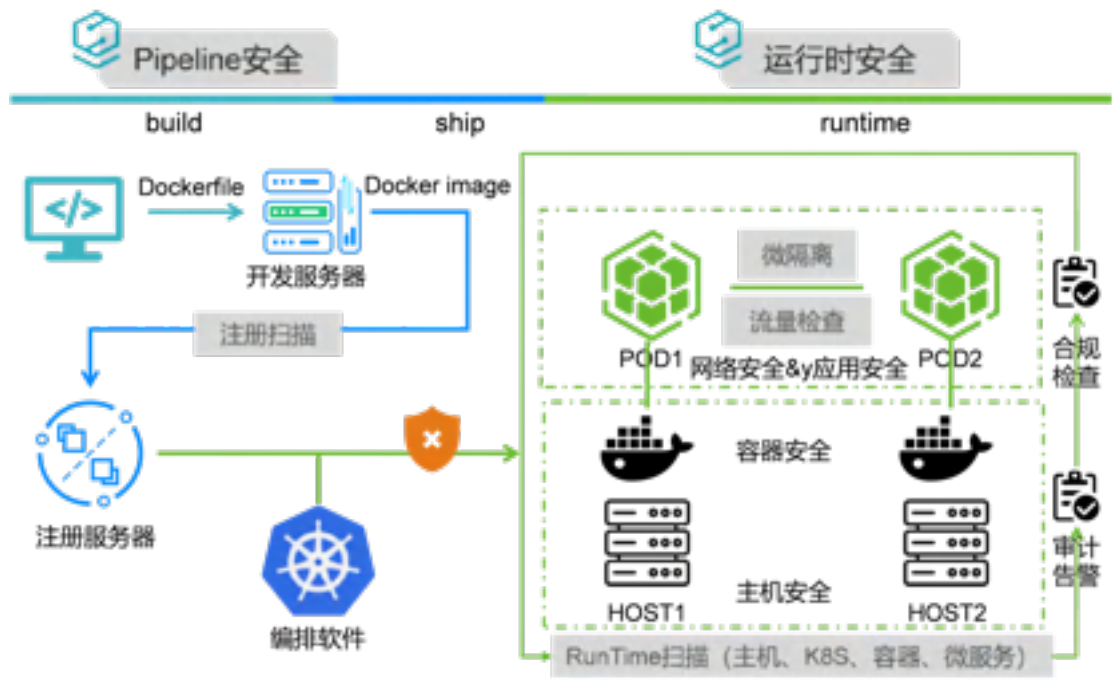 Pipeline安全
运行时安全
build
ship
runtime
Dockerfile
Docker image
开发服务器
注册扫描
注册服务器
编排软件
微隔离
流量检查
POD1
POD2
网络安全&y应用安全
容器安全
主机安全
HOST1
HOST2
合规
检查
审计
告警
RunTime扫描（主机、K8S、容器、微服务）